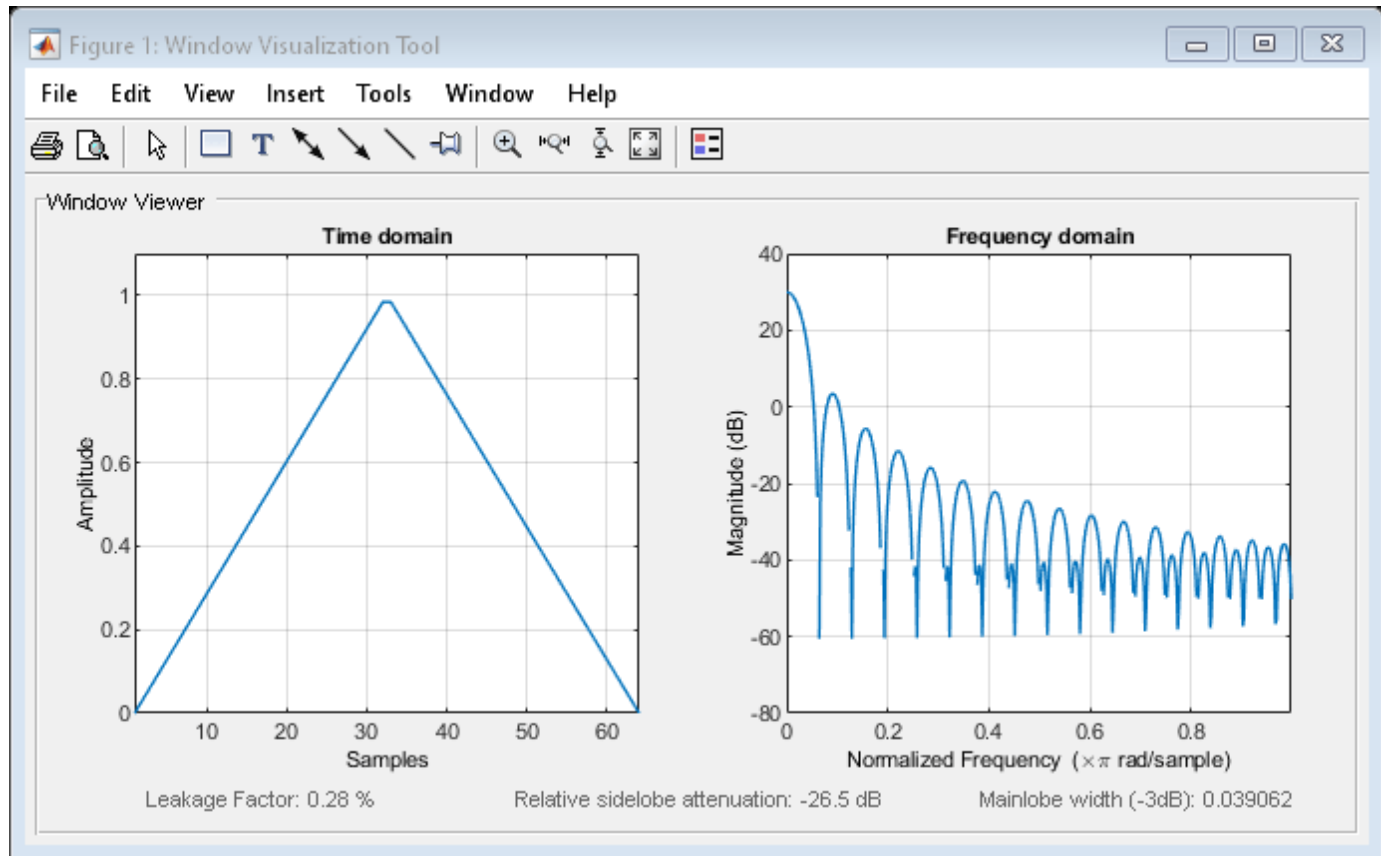 Figure 1: Window Visualization Tool
File Edit View Insert Tools Window Help
T
Window Viewer
Time domain
1
0.8
0.6
0.4
0.2
0
Amplitude
10 20 30 40 50 60
Samples
Frequency domain
40
20
0
-20
-40
-60
-80
Magnitude (dB)
0 0.2 0.4 0.6 0.8
Normalized Frequency (×π rad/sample)
Leakage Factor: 0.28 % Relative sidelobe attenuation: -26.5 dB Mainlobe width (-3dB): 0.039062